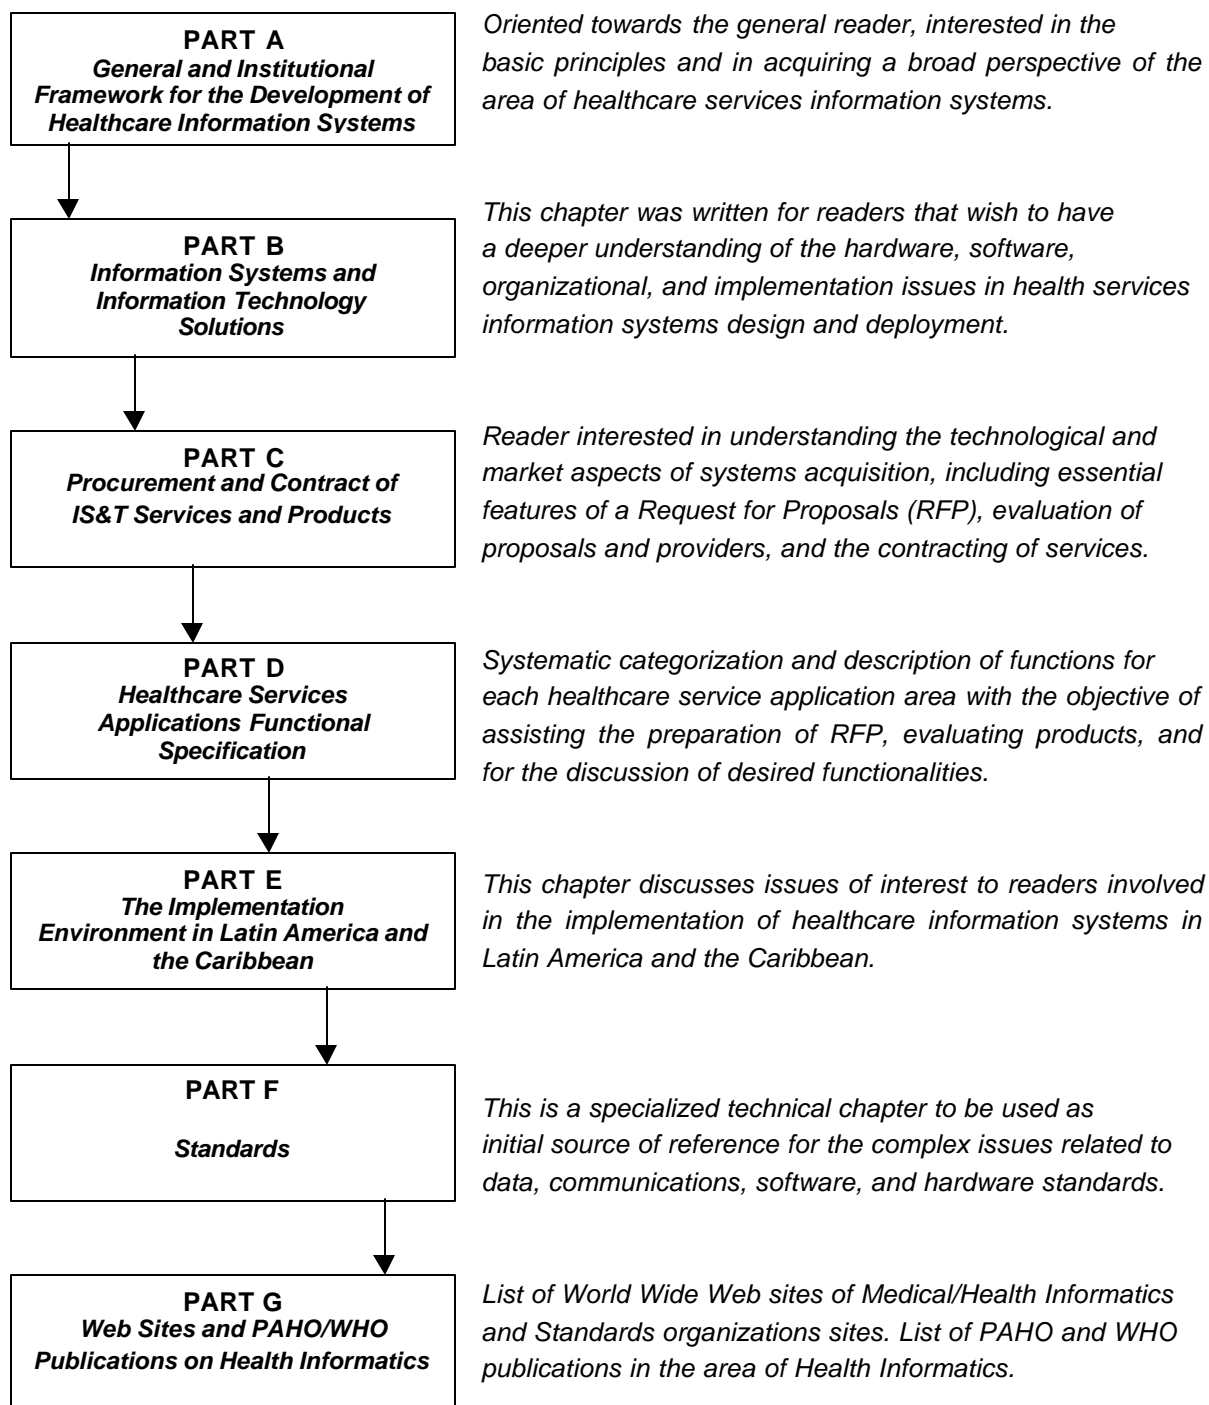 PART A
General and Institutional
Framework for the Development of
Healthcare Information Systems
Oriented towards the general reader, interested in the
basic principles and in acquiring a broad perspective of the
area of healthcare services information systems.
PART B
Information Systems and
Information Technology
Solutions
This chapter was written for readers that wish to have
a deeper understanding of the hardware, software,
organizational, and implementation issues in health services
information systems design and deployment.
PART C
Procurement and Contract of
IS&T Services and Products
Reader interested in understanding the technological and
market aspects of systems acquisition, including essential
features of a Request for Proposals (RFP), evaluation of
proposals and providers, and the contracting of services.
PART D
Healthcare Services
Applications Functional
Specification
Systematic categorization and description of functions for
each healthcare service application area with the objective of
assisting the preparation of RFP, evaluating products, and
for the discussion of desired functionalities.
PART E
The Implementation
Environment in Latin America and
the Caribbean
This chapter discusses issues of interest to readers involved
in the implementation of healthcare information systems in
Latin America and the Caribbean.
PART F
Standards
This is a specialized technical chapter to be used as
initial source of reference for the complex issues related to
data, communications, software, and hardware standards.
PART G
Web Sites and PAHO/WHO
Publications on Health Informatics
List of World Wide Web sites of Medical/Health Informatics
and Standards organizations sites. List of PAHO and WHO
publications in the area of Health Informatics.